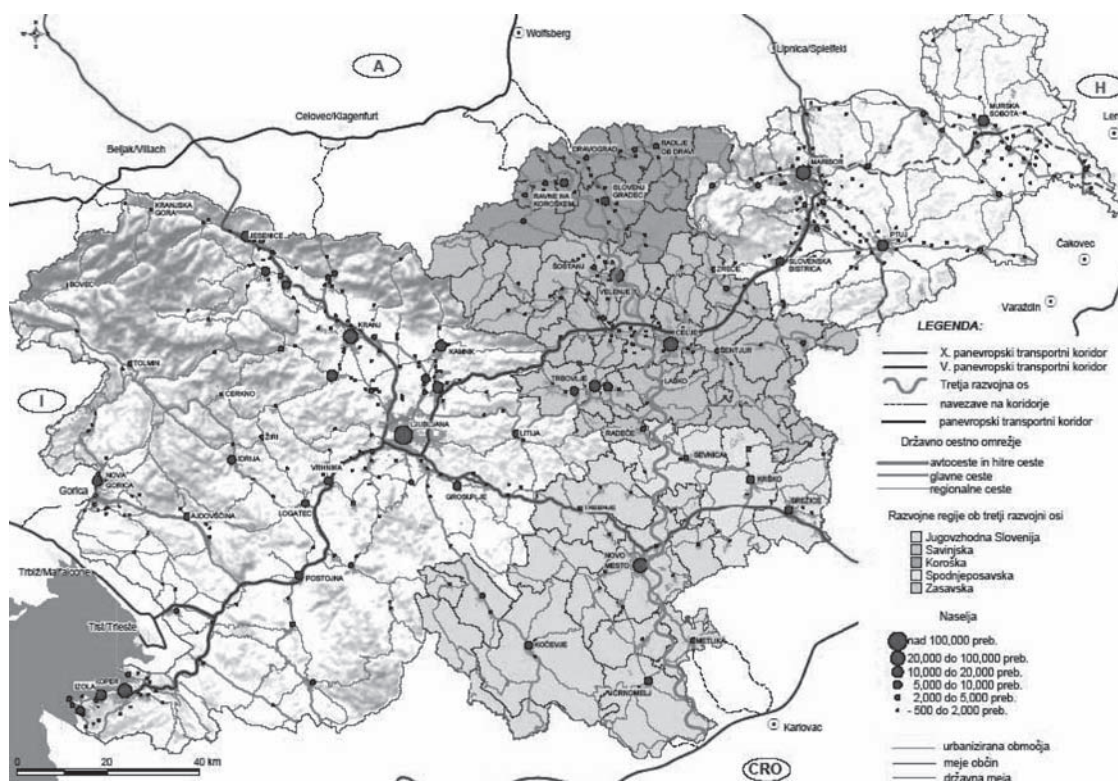 Wolfsberg
Lipnica/Spielfeld
A
H
Celovec/Klagenfurt
MURSKA
SOBOTA
Beljak/Villach
DRAVOGRAD
RADLJE
OB DRAVI
MARIBOR
RAVNE NA
KOROŠKEM
SLOVENJ
GRADEC
KRANJSKA
GORA
JESENICE
PTUJ
Čakovec
BOVEC
ŠOŠTANJ
ZREČE
SLOVENSKA
BISTRICA
VELENJE
Varaždin
KRANJ
KAMNIK
CELJE
ŠENTJUR
TOLMIN
TRBOVLJE
LAŠKO
I
CERKNO
LJUBLJANA
LITIJA
RADEČE
ŽIRI
IDRIJA
VRHNIKA
SEVNICA
NOVA
GORICA
Gorica
KRŠKO
GROSUPLJE
BREŽICE
LOGATEC
AJDOVŠČINA
TREBNJE
NOVO
MESTO
POSTOJNA
Trst/Trieste
KOČEVJE
METLIKA
IZOLA
KOPER
ČRNOMELJ
Karlovac
CRO
0 20 40 km
LEGENDA:
X. panevropski transportni koridor
V. panevropski transportni koridor
Tretja razvojna os
navezave na koridorje
panevropski transportni koridor
Državno cestno omrežje
avtoceste in hitre ceste
glavne ceste
regionalne ceste
Razvojne regije ob tretji razvojni osi
Jugovzhodna Slovenija
Savinjska
Koroška
Spodnjeposavska
Zasavska
Naselja
nad 100,000 preb.
20,000 do 100,000 preb.
10,000 do 20,000 preb.
5,000 do 10,000 preb.
2,000 do 5,000 preb.
500 do 2,000 preb.
urbanizirana območja
meje občin
državna meja